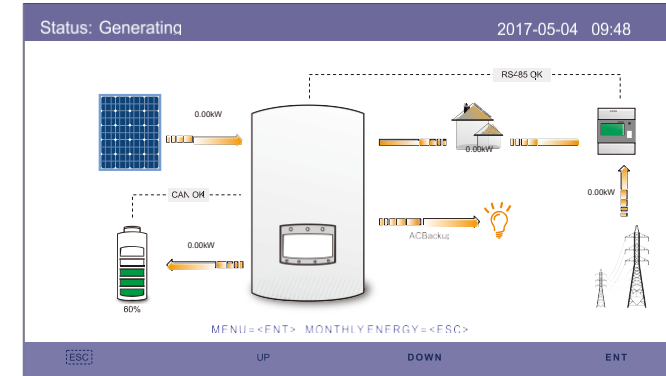 Status: Generating
2017-05-04 09:48
RS485 OK
0.00kW
0.00kW
CAN OK
0.00kW
0.00kW
ACBackup
60%
MENU=<ENT> MONTHLY ENERGY=<ESC>
ESC UP DOWN ENT